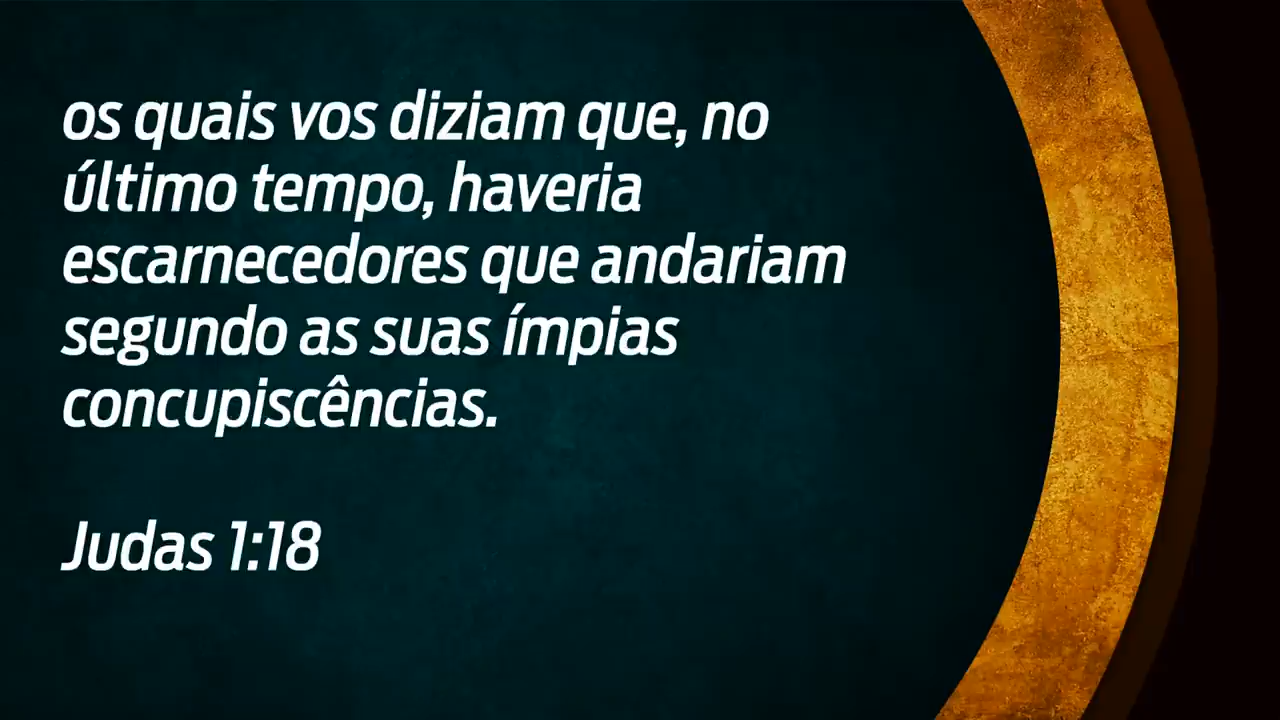 os quais vos diziam que, no
último tempo, haveria
escarnecedores que andariam
segundo as suas ímpias
concupiscências.
Judas 1:18